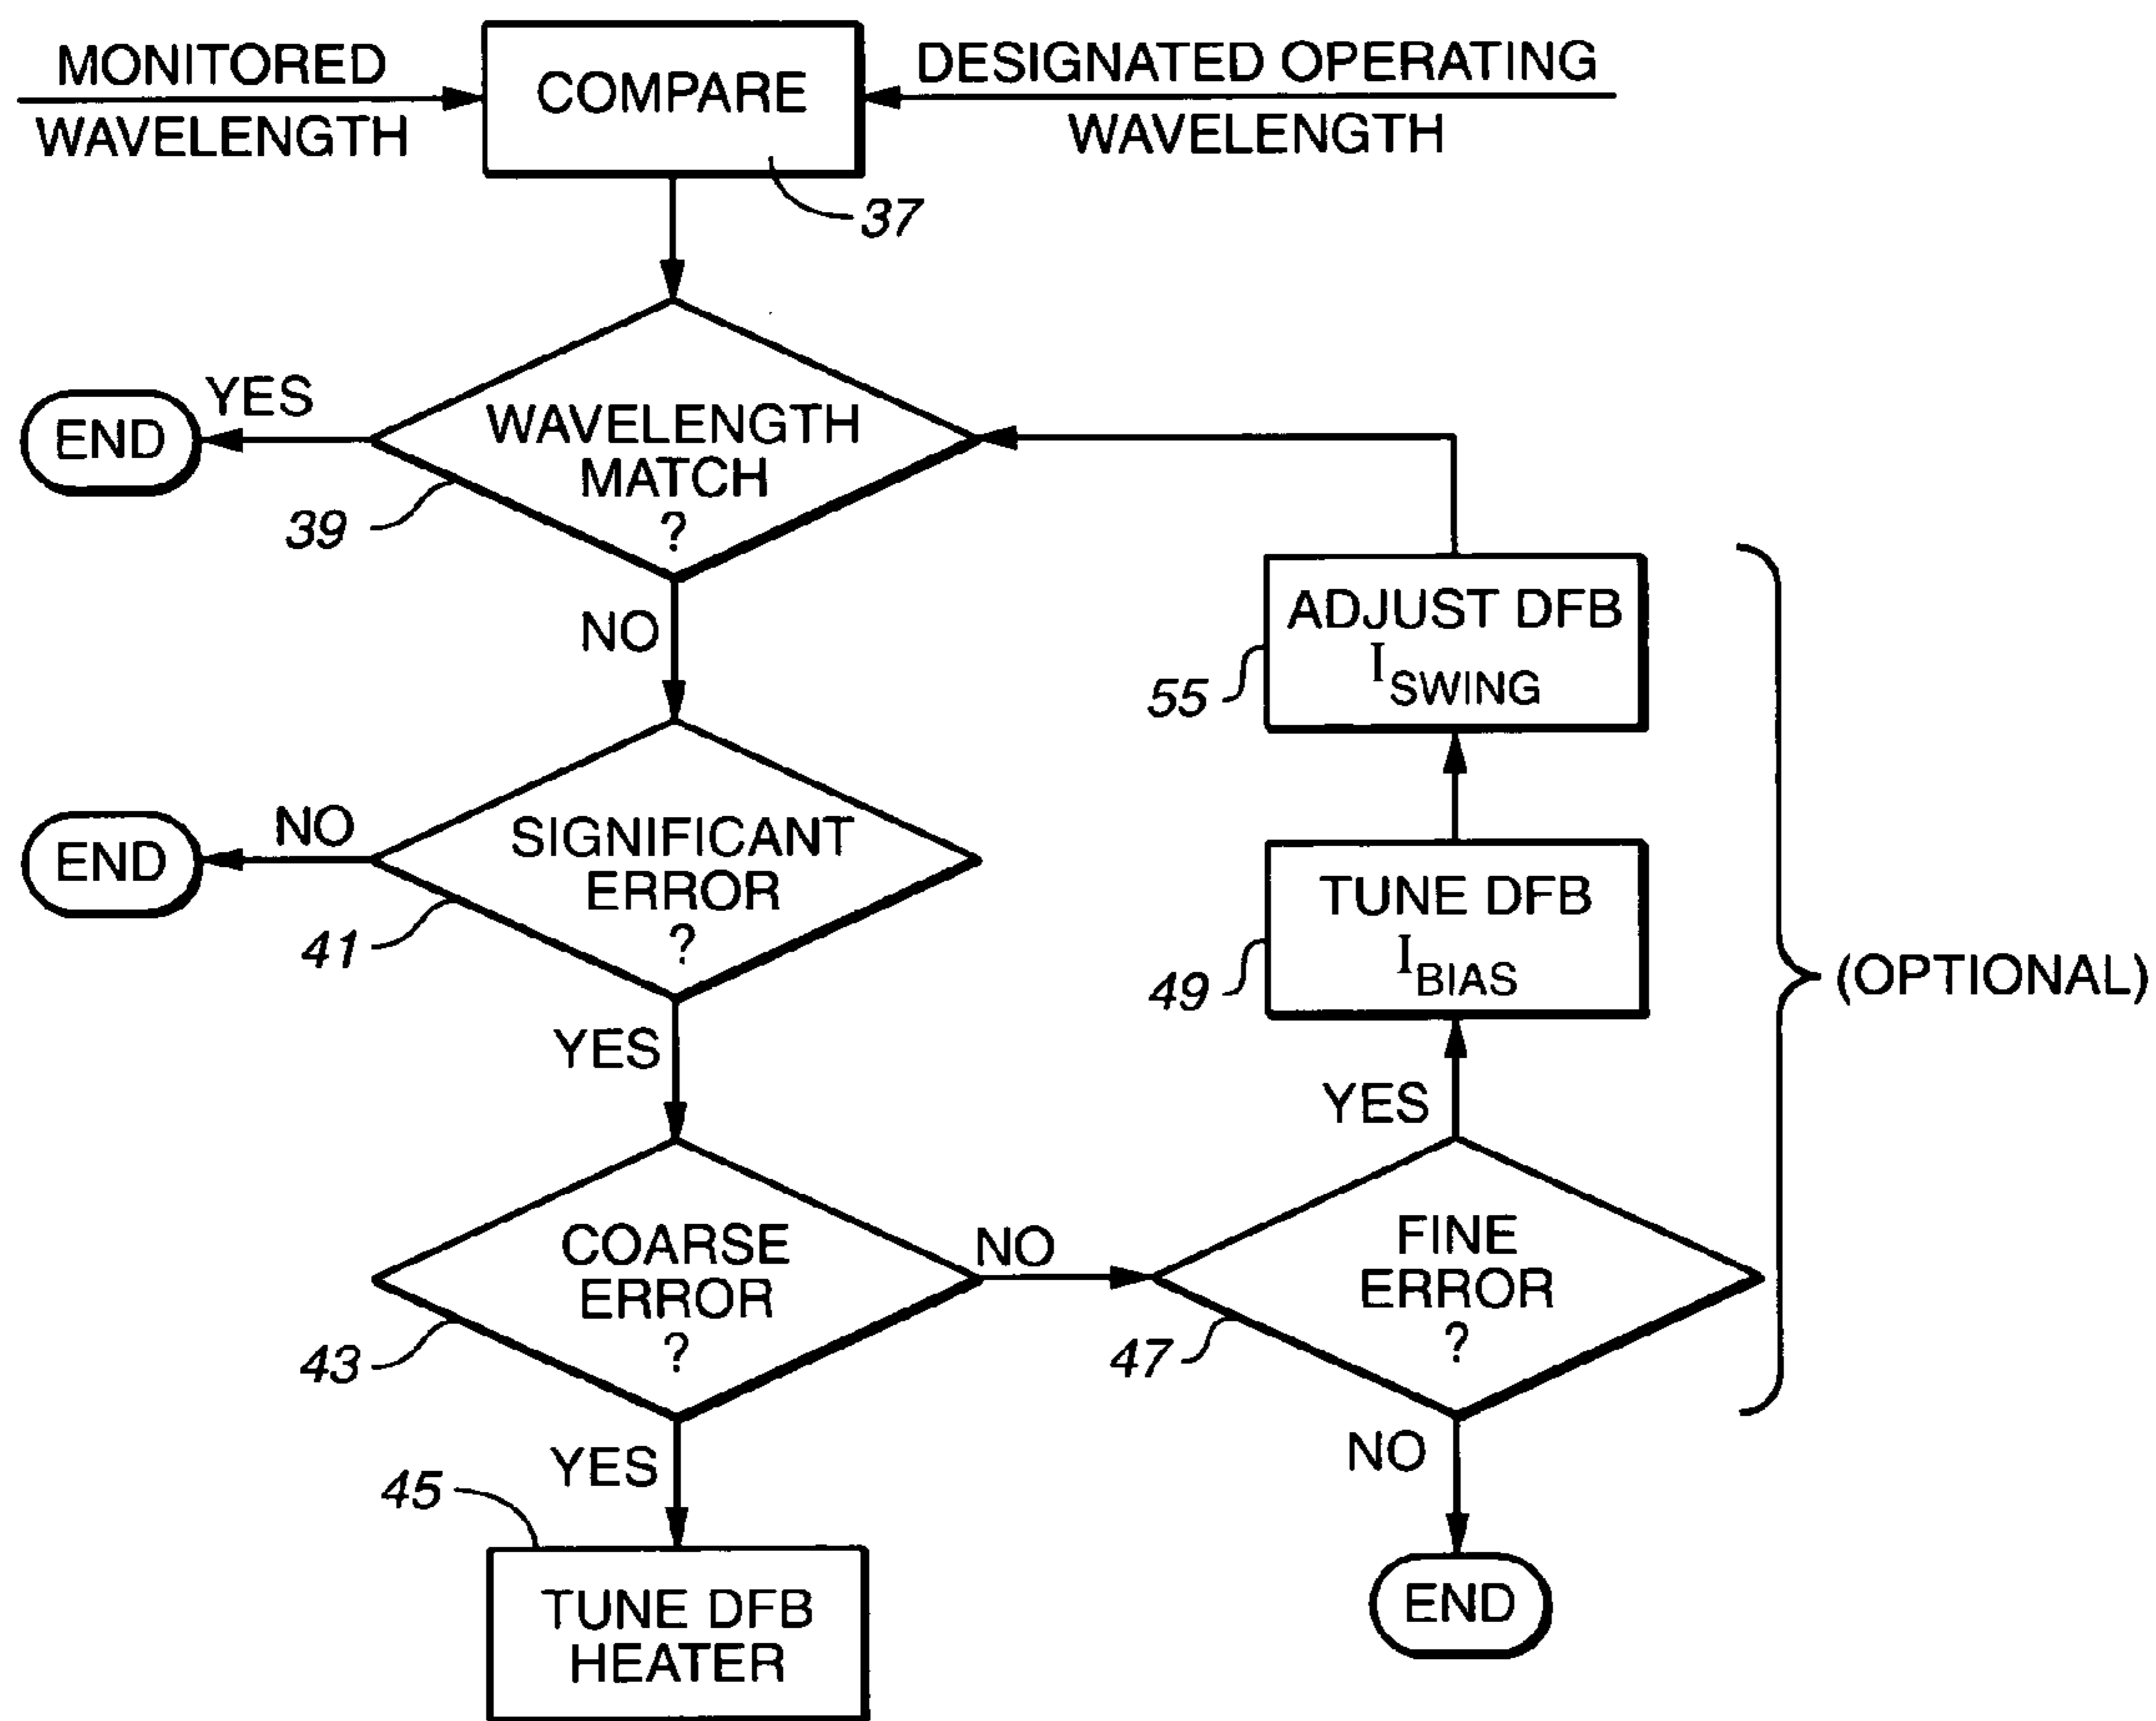 MONITORED
WAVELENGTH
COMPARE
DESIGNATED OPERATING
WAVELENGTH
37
YES
END
WAVELENGTH
MATCH
?
39
NO
ADJUST DFB
I SWING
55
NO
END
SIGNIFICANT
ERROR
?
41
TUNE DFB
I BIAS
49
(OPTIONAL)
YES
YES
COARSE
ERROR
?
43
NO
FINE
ERROR
?
47
YES
45
NO
TUNE DFB
HEATER
END